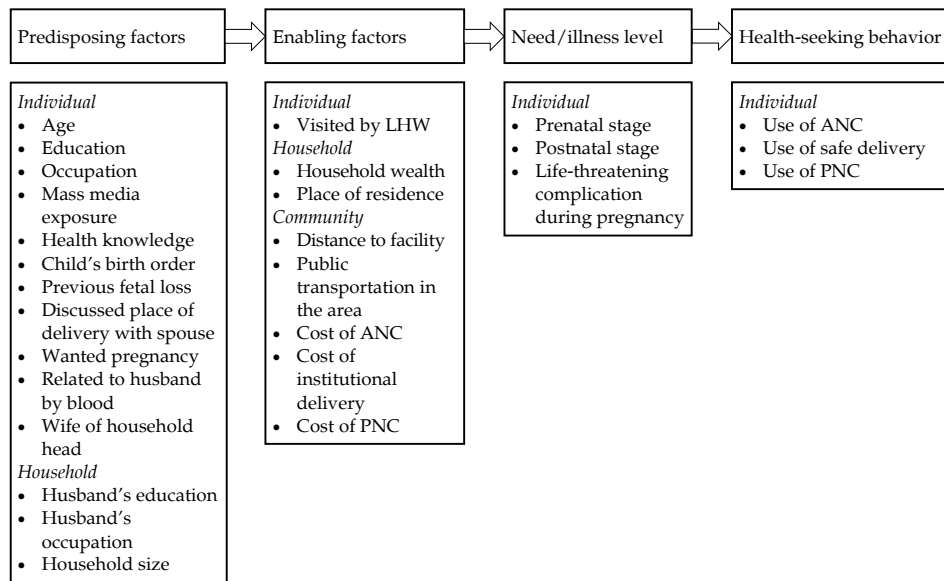 Predisposing factors
Enabling factors
Need/illness level
Health-seeking behavior
Individual
• Age
• Education
• Occupation
• Mass media
exposure
• Health knowledge
• Child's birth order
• Previous fetal loss
• Discussed place of
delivery with spouse
• Wanted pregnancy
• Related to husband
by blood
• Wife of household
head
Household
• Husband's education
• Husband's
occupation
• Household size
Individual
• Visited by LHW
Household
• Household wealth
• Place of residence
Community
• Distance to facility
• Public
transportation in
the area
• Cost of ANC
• Cost of
institutional
delivery
• Cost of PNC
Individual
• Prenatal stage
• Postnatal stage
• Life-threatening
complication
during pregnancy
Individual
• Use of ANC
• Use of safe delivery
• Use of PNC